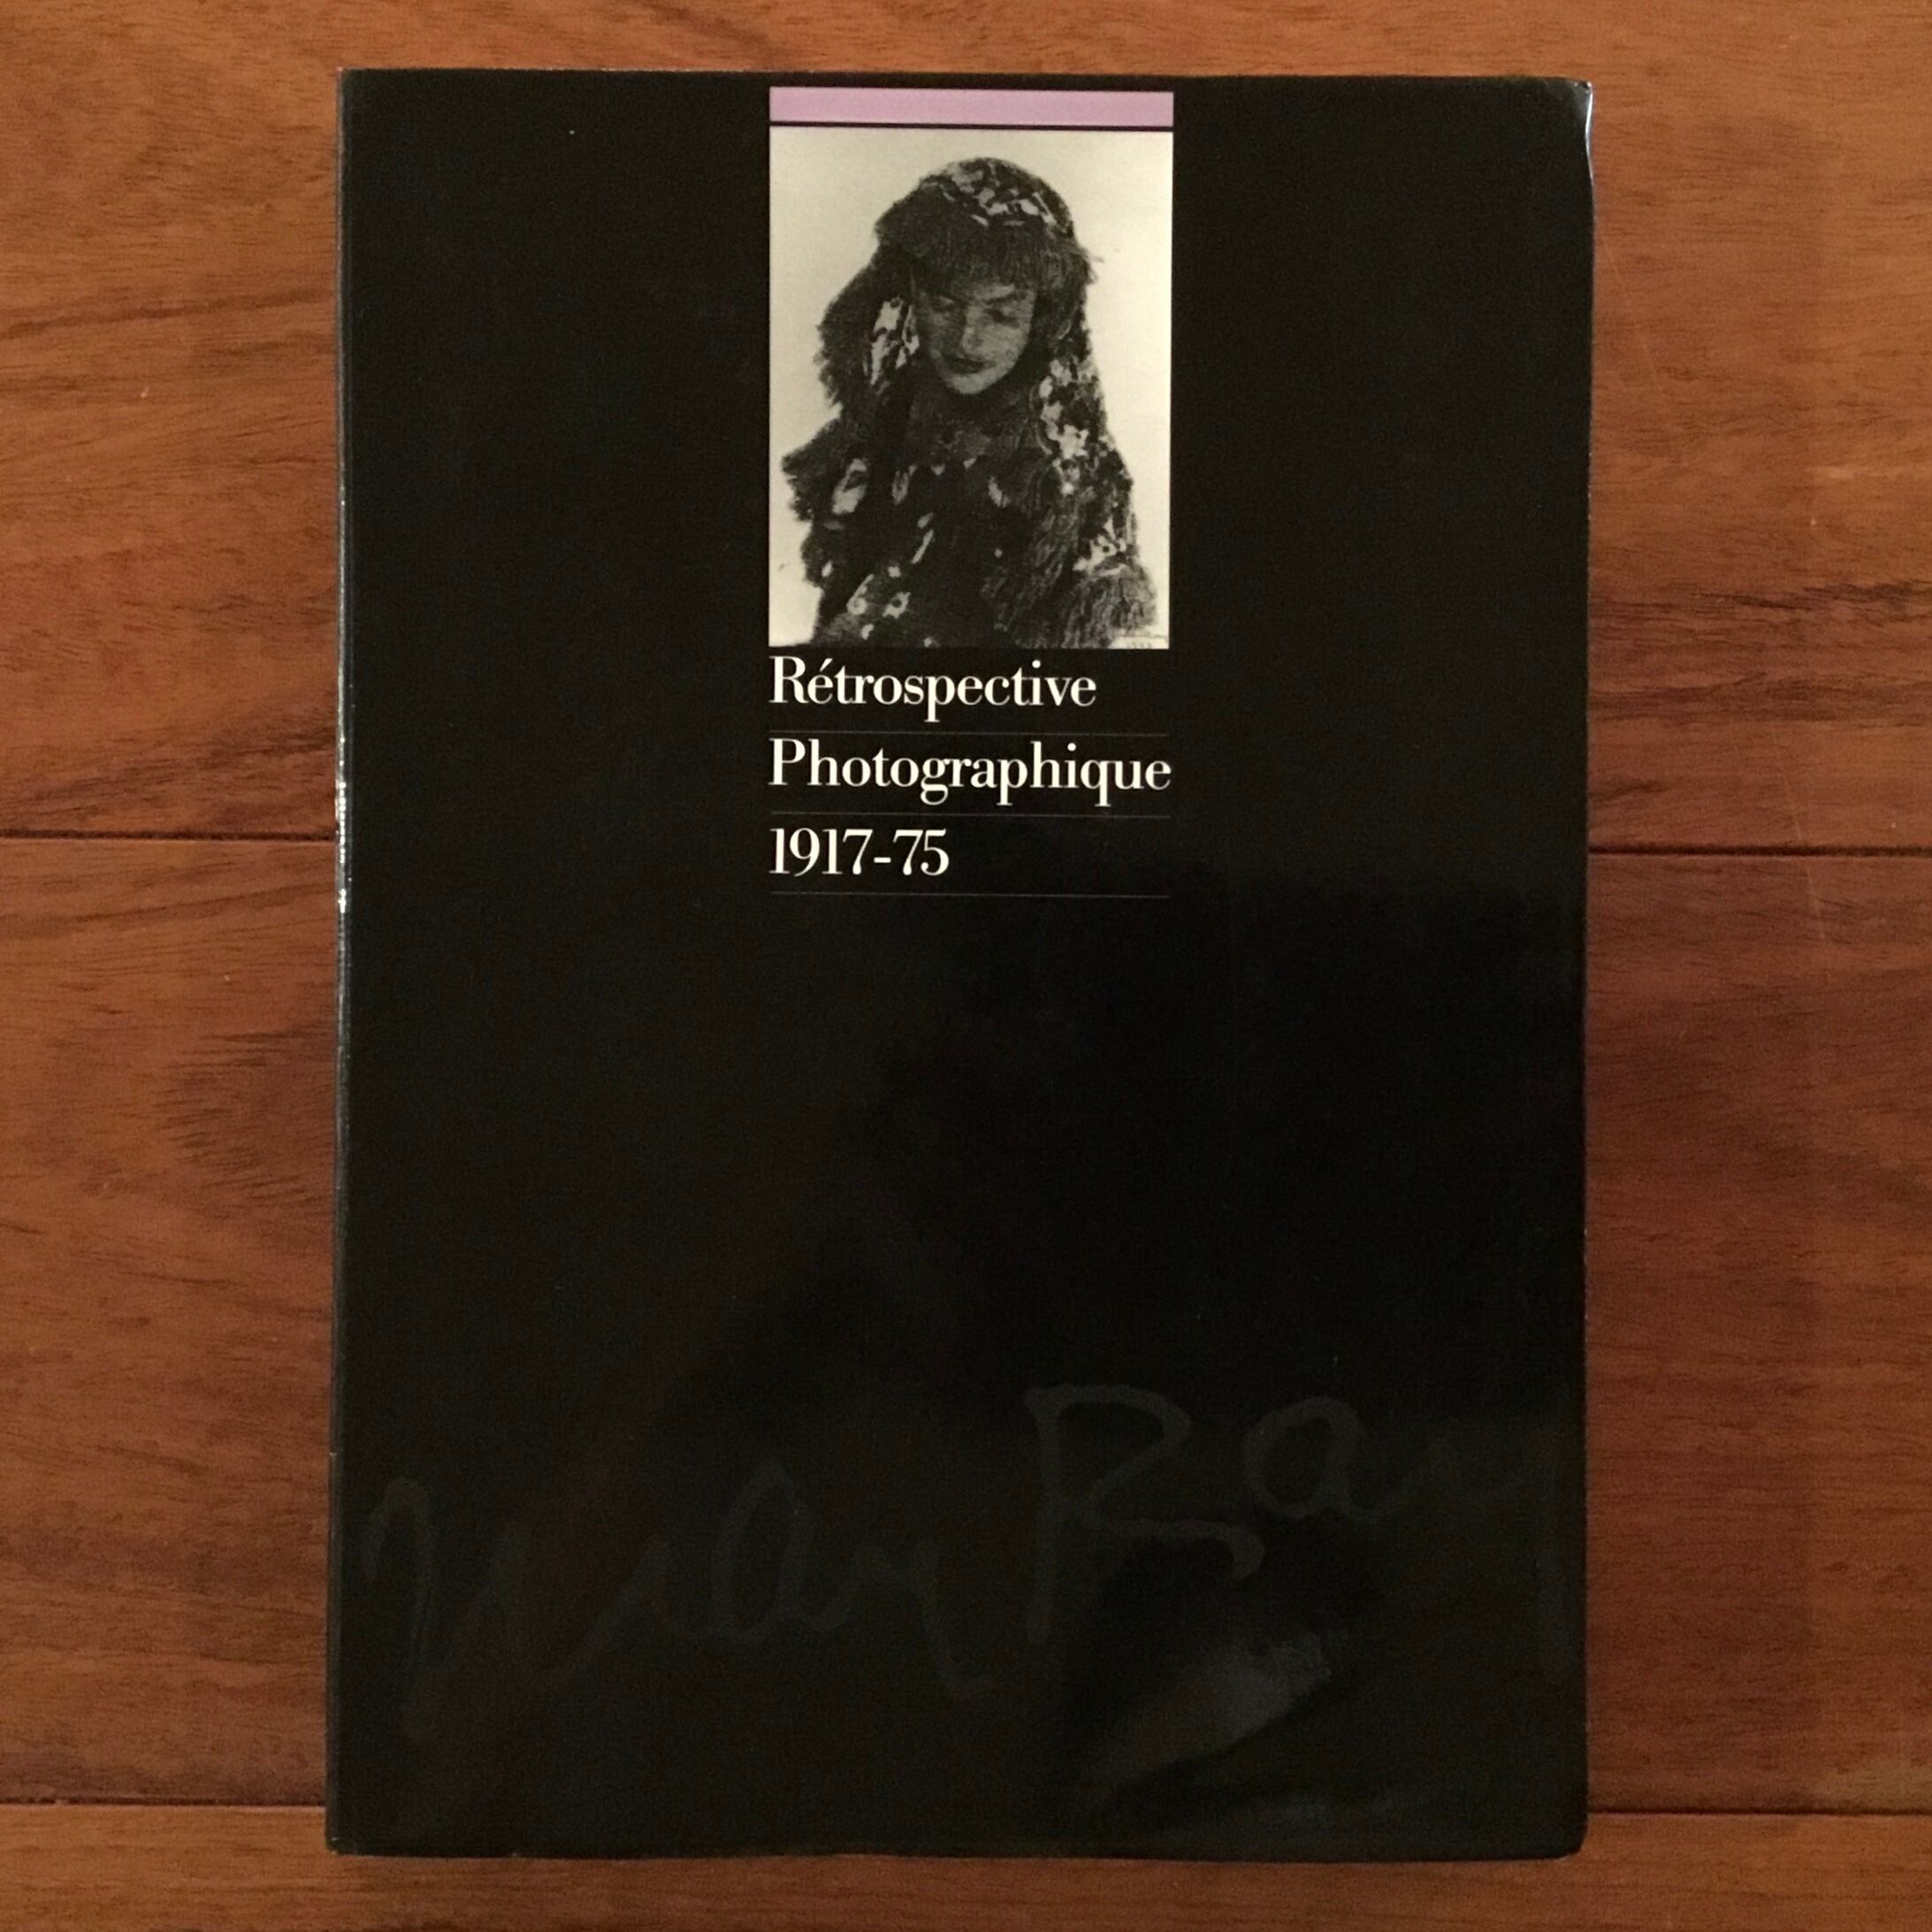 Rétrospective
Photographique
1917-75
Man Ray